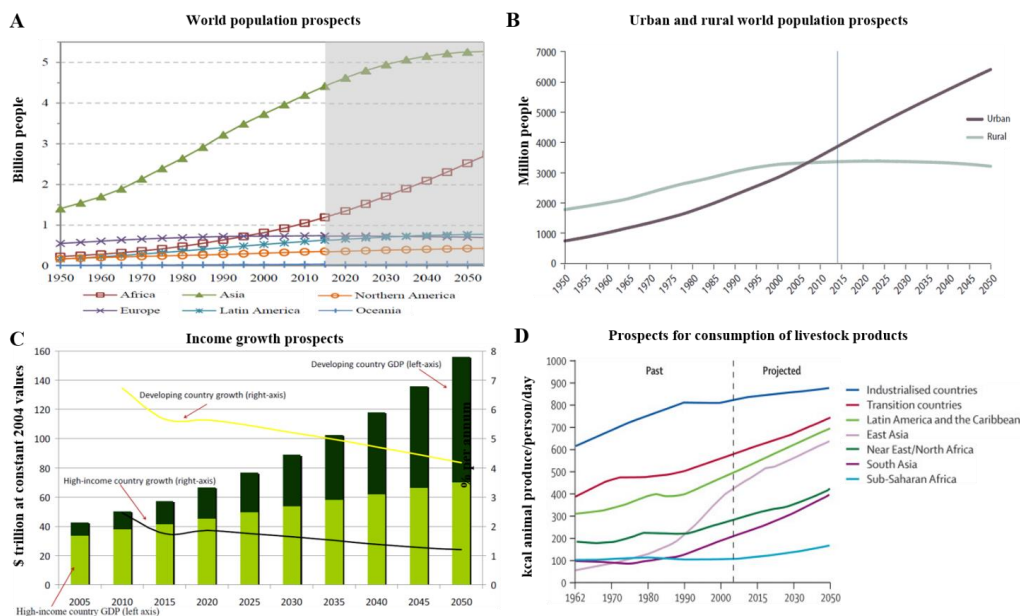 A
World population prospects
Billion people
5
4
3
2
1
0
1950 1960 1970 1980 1990 2000 2010 2020 2030 2040 2050
Africa Asia Northern America
Europe Latin America Oceania
B
Urban and rural world population prospects
Million people
7000
6000
5000
4000
3000
2000
1000
0
Urban
Rural
1950 1955 1960 1965 1970 1975 1980 1985 1990 1995 2000 2005 2010 2015 2020 2025 2030 2035 2040 2045 2050
C
Income growth prospects
$ trillion at constant 2004 values
160
140
120
100
80
60
40
20
0
8
7
6
5
4
3
2
1
0
% per annum
Developing country GDP (left-axis)
Developing country growth (right-axis)
High-income country growth (right-axis)
2005 2010 2015 2020 2025 2030 2035 2040 2045 2050
High-income country GDP (left axis)
D
Prospects for consumption of livestock products
kcal animal produce/person/day
1000
900
800
700
600
500
400
300
200
100
0
Past Projected
Industrialised countries
Transition countries
Latin America and the Caribbean
East Asia
Near East/North Africa
South Asia
Sub-Saharan Africa
1962 1970 1980 1990 2000 2015 2030 2050